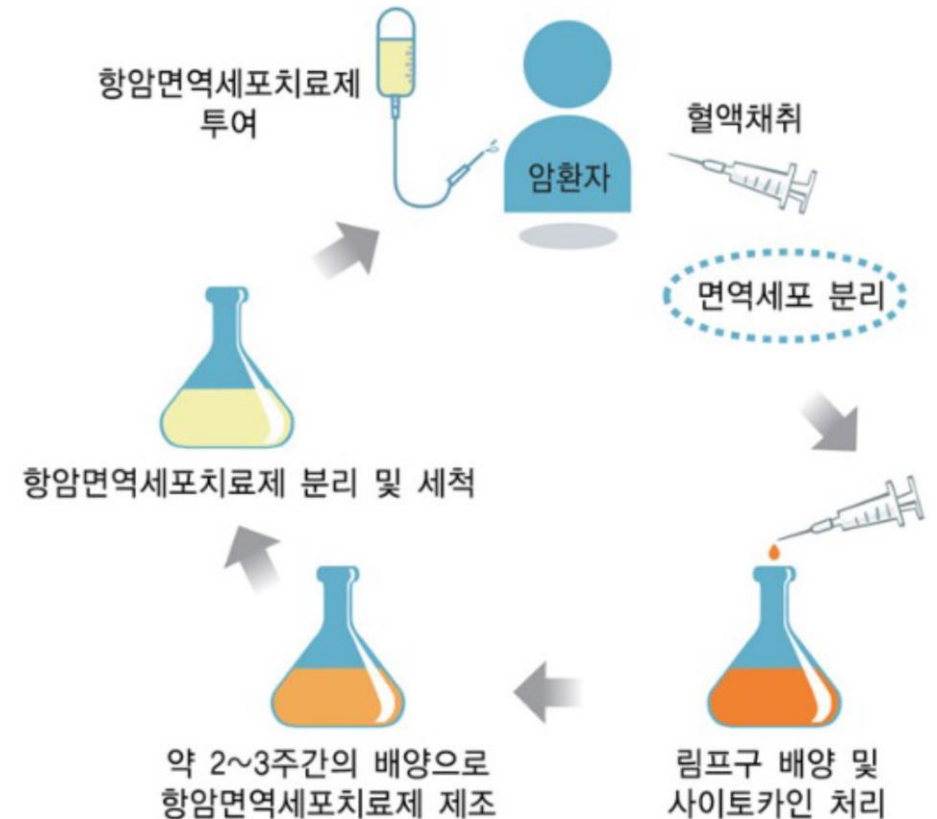 항암면역세포치료제
투여
암환자
혈액채취
면역세포 분리
림프구 배양 및
사이토카인 처리
약 2~3주간의 배양으로
항암면역세포치료제 제조
항암면역세포치료제 분리 및 세척